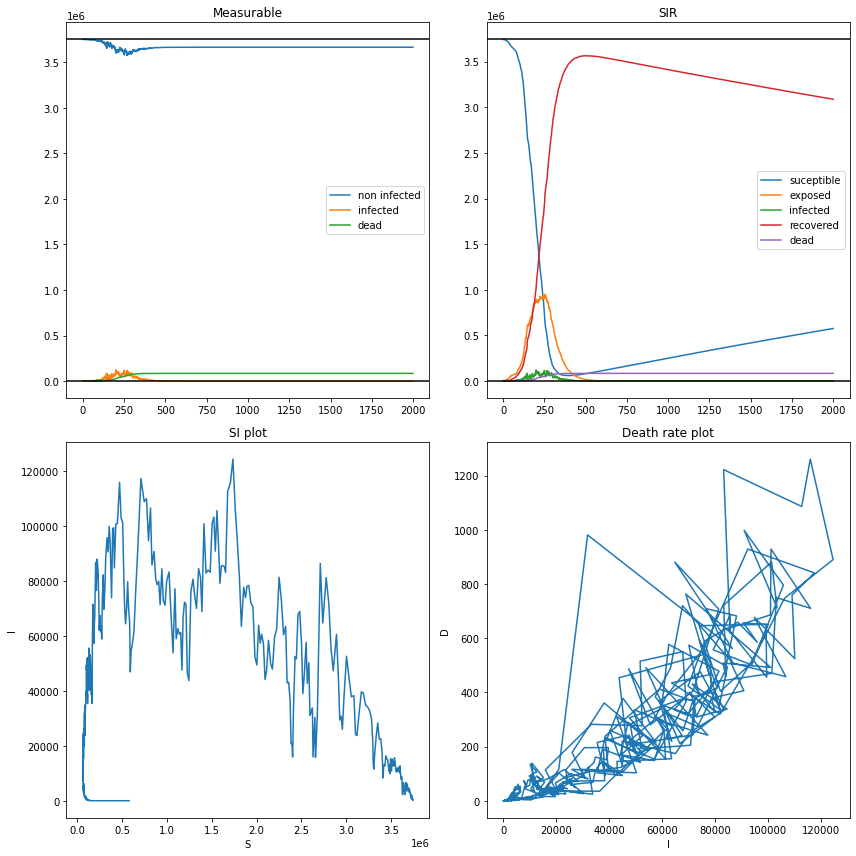 Measurable
1e6
3.5
3.0
2.5
2.0
1.5
1.0
0.5
0.0
non infected
infected
dead
0 250 500 750 1000 1250 1500 1750 2000
SIR
1e6
3.5
3.0
2.5
2.0
1.5
1.0
0.5
0.0
suceptible
exposed
infected
recovered
dead
0 250 500 750 1000 1250 1500 1750 2000
SI plot
120000
100000
80000
60000
40000
20000
0
I
0.0 0.5 1.0 1.5 2.0 2.5 3.0 3.5
S
1e6
Death rate plot
1200
1000
800
600
400
200
0
D
0 20000 40000 60000 80000 100000 120000
I